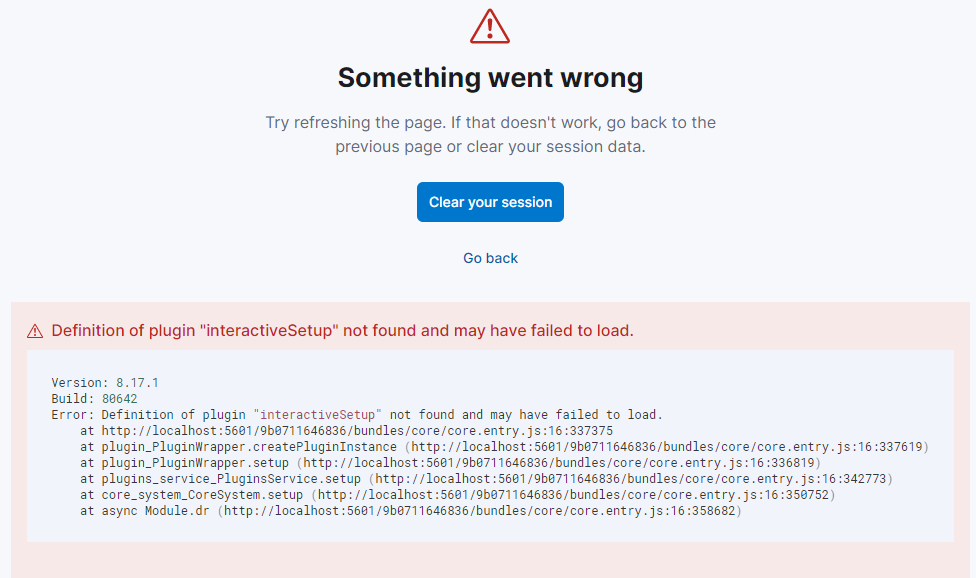 Something went wrong
Try refreshing the page. If that doesn't work, go back to the
previous page or clear your session data.
Clear your session
Go back
Definition of plugin "interactiveSetup" not found and may have failed to load.
Version: 8.17.1
Build: 80642
Error: Definition of plugin "interactiveSetup" not found and may have failed to load.
at http://localhost:5601/9b0711646836/bundles/core/core.entry.js:16:337375
at plugin_PluginWrapper.createPluginInstance (http://localhost:5601/9b0711646836/bundles/core/core.entry.js:16:337619)
at plugin_PluginWrapper.setup (http://localhost:5601/9b0711646836/bundles/core/core.entry.js:16:336819)
at plugins_service_PluginsService.setup (http://localhost:5601/9b0711646836/bundles/core/core.entry.js:16:342773)
at core_system_CoreSystem.setup (http://localhost:5601/9b0711646836/bundles/core/core.entry.js:16:350752)
at async Module.dr (http://localhost:5601/9b0711646836/bundles/core/core.entry.js:16:358682)